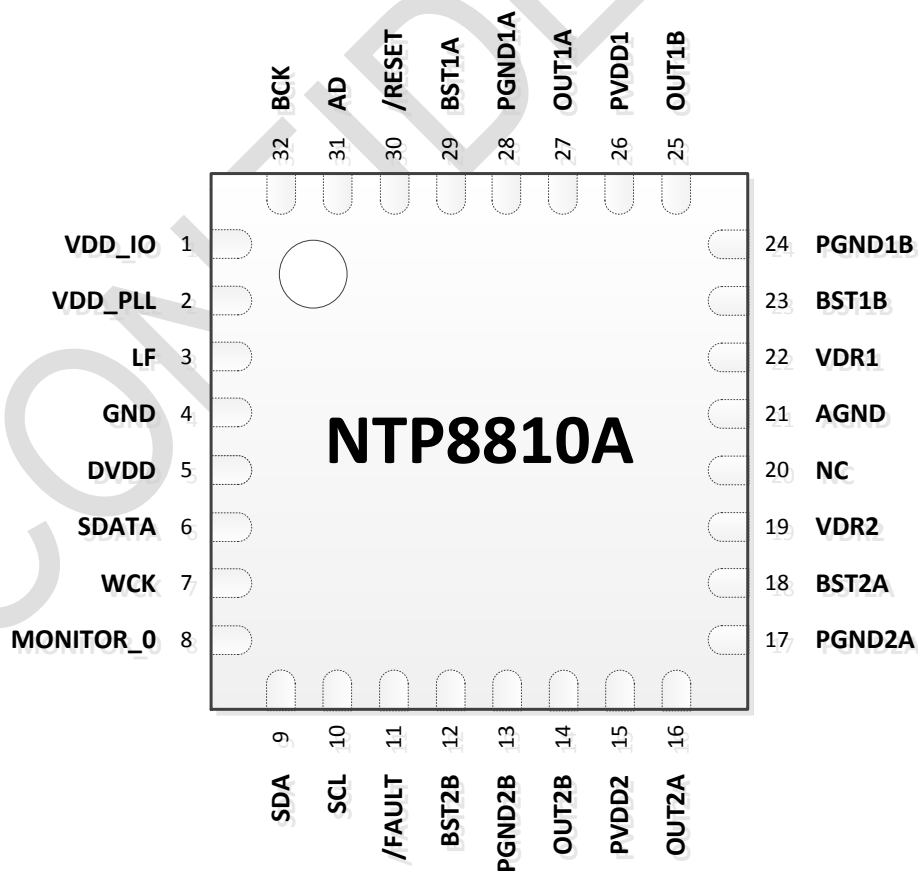 CONFIDE
BCK
AD
/RESET
BST1A
PGND1A
OUT1A
PVDD1
OUT1B
32
31
30
29
28
27
26
25
VDD_IO 1
VDD_PLL 2
LF 3
GND 4
DVDD 5
SDATA 6
WCK 7
MONITOR_0 8
NTP8810A
24 PGND1B
23 BST1B
22 VDR1
21 AGND
20 NC
19 VDR2
18 BST2A
17 PGND2A
9
10
11
12
13
14
15
16
SDA
SCL
/FAULT
BST2B
PGND2B
OUT2B
PVDD2
OUT2A